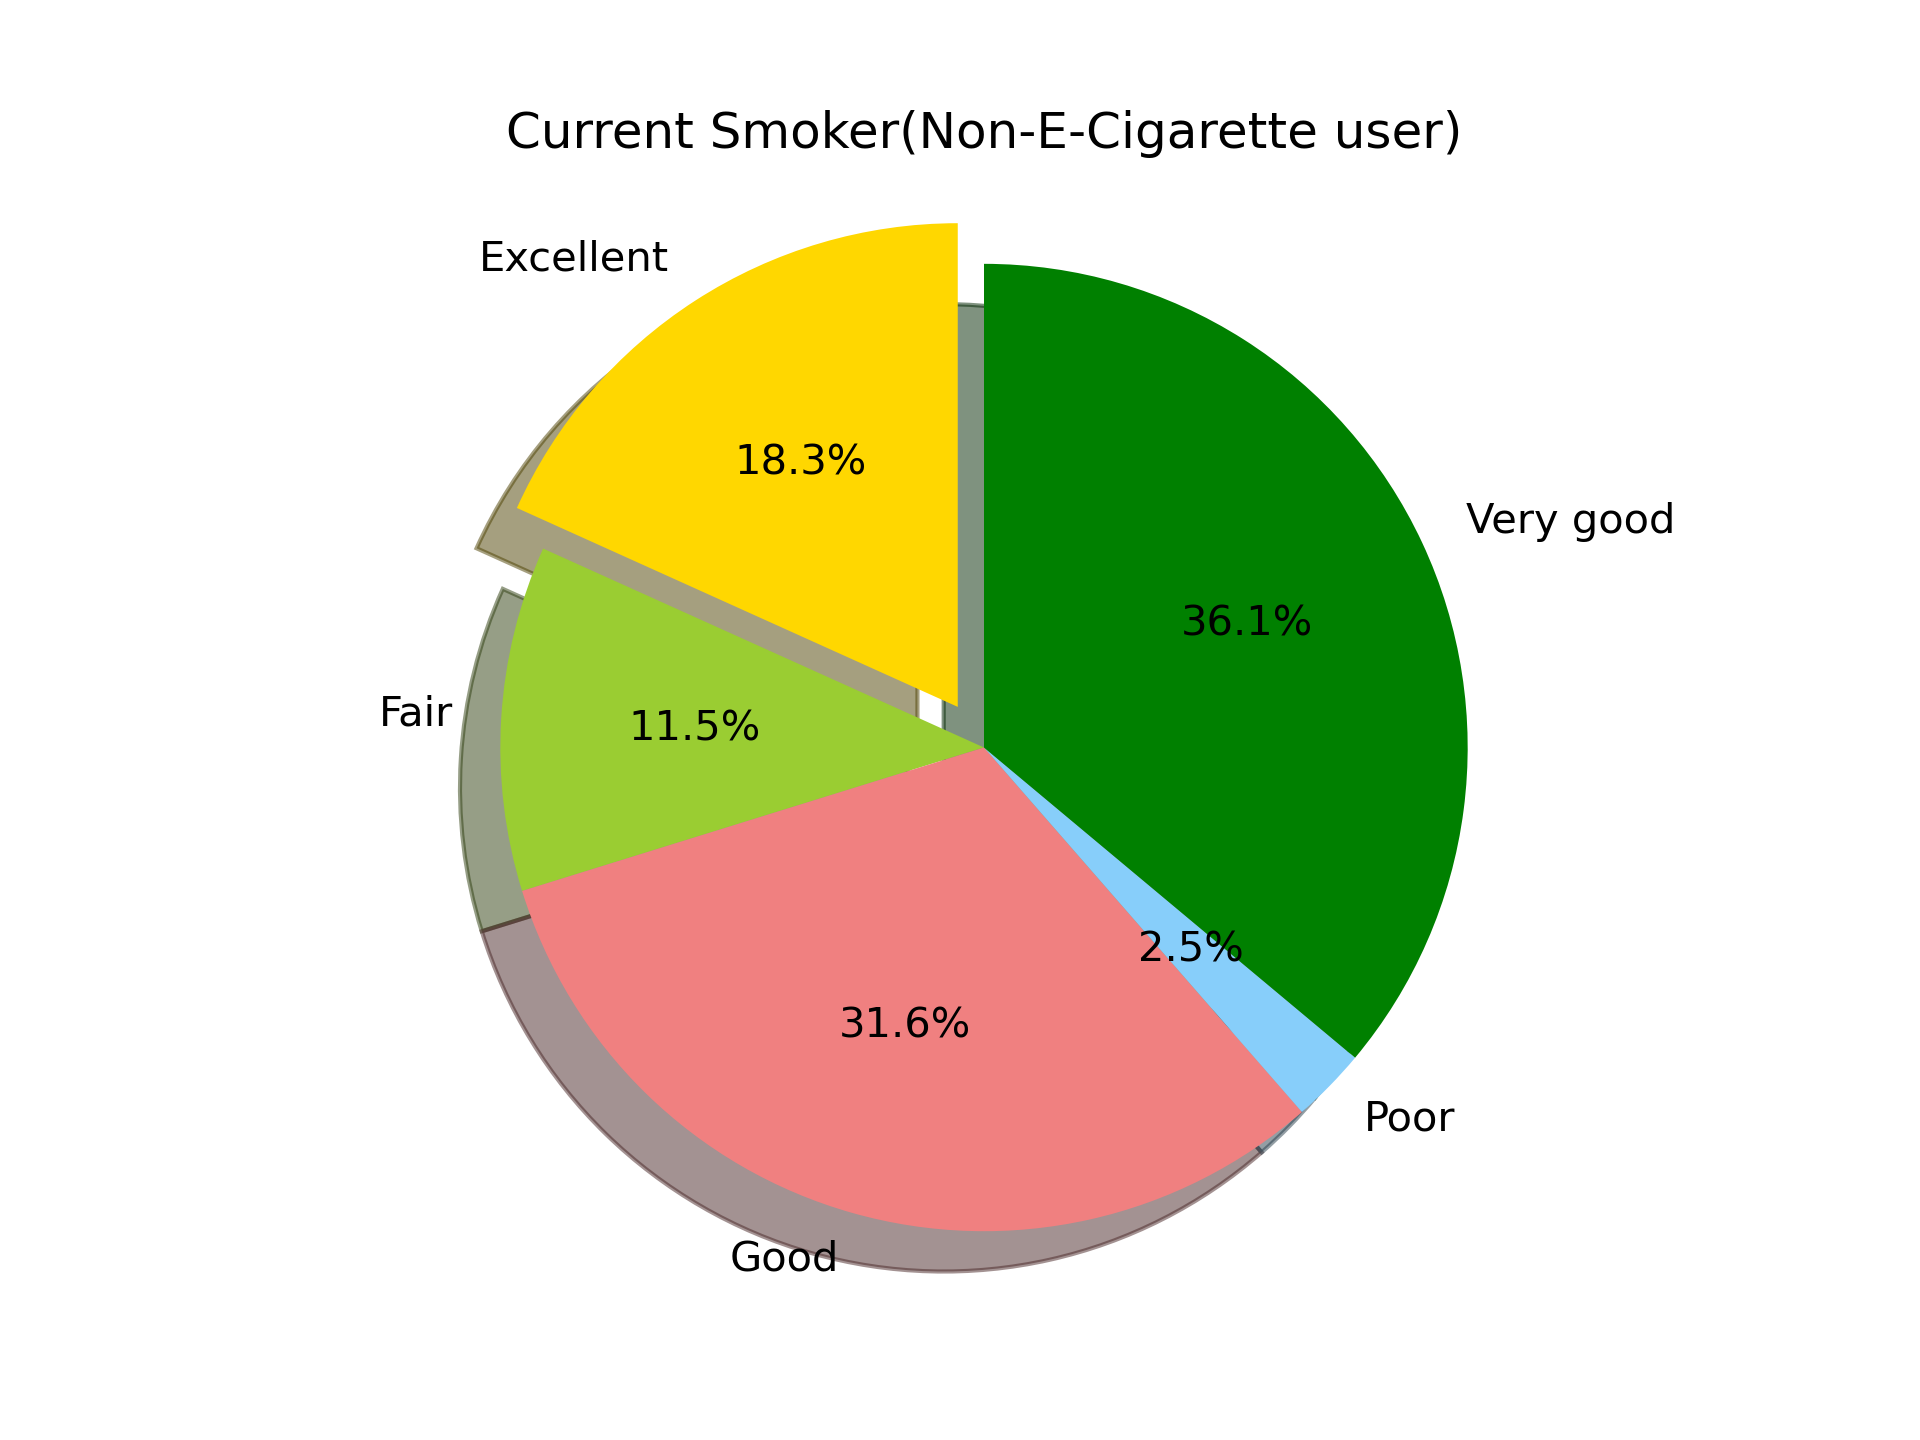 Current Smoker(Non-E-Cigarette user)
Excellent
18.3%
Very good
36.1%
Fair
11.5%
2.5%
31.6%
Poor
Good